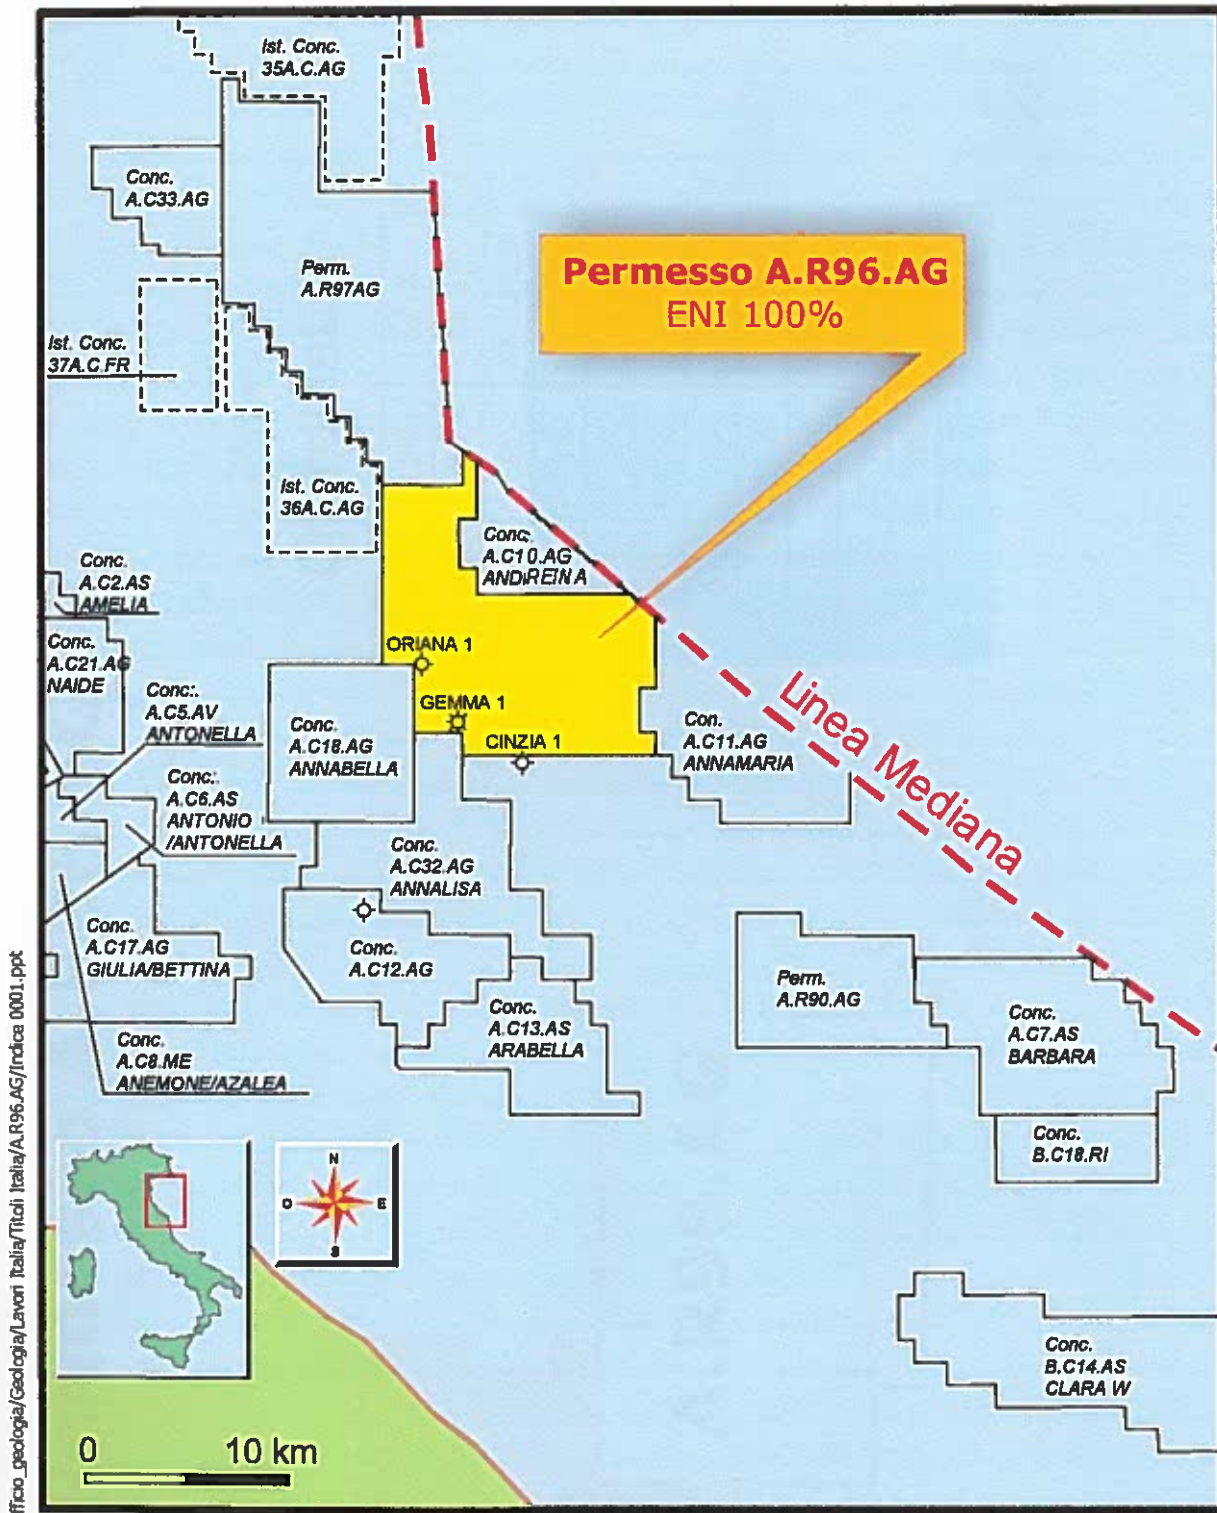 Ist. Conc.
35A.C.AG
Conc.
A.C33.AG
Perm.
A.R97AG
Permesso A.R96.AG
ENI 100%
Ist. Conc.
37A.C.FR
Ist. Conc.
36A.C.AG
Conc.
A.C10.AG
ANDREINA
Conc.
A.C2.AS
AMELIA
Conc.
A.C21.AG
NAIDE
ORIANA 1
Conc.
A.C5.AV
ANTONELLA
GEMMA 1
Conc.
A.C18.AG
ANNABELLA
CINZIA 1
Con.
A.C11.AG
ANNAMARIA
Linea Mediana
Conc.
A.C6.AS
ANTONIO
/ANTONELLA
Conc.
A.C32.AG
ANNALISA
Conc.
A.C17.AG
GIULIA/BETTINA
Conc.
A.C12.AG
Perm.
A.R90.AG
Conc.
A.C13.AS
ARABELLA
Conc.
A.C7.AS
BARBARA
Conc.
A.C8.ME
ANEMONE/AZALEA
Conc.
B.C18.RI
N
O
E
S
Conc.
B.C14.AS
CLARA W
0
10 km
fficio_geologia/Geologia/Lavori Italia/Titoli Italia/A.R96.AG/Indice 0001.ppt